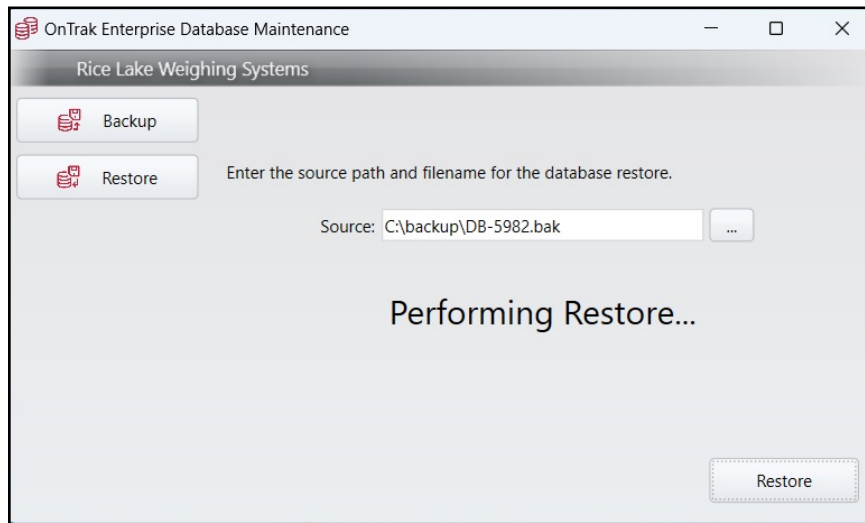 OnTrak Enterprise Database Maintenance
Rice Lake Weighing Systems
Backup
Restore
Enter the source path and filename for the database restore.
Source: C:\backup\DB-5982.bak ...
Performing Restore...
Restore